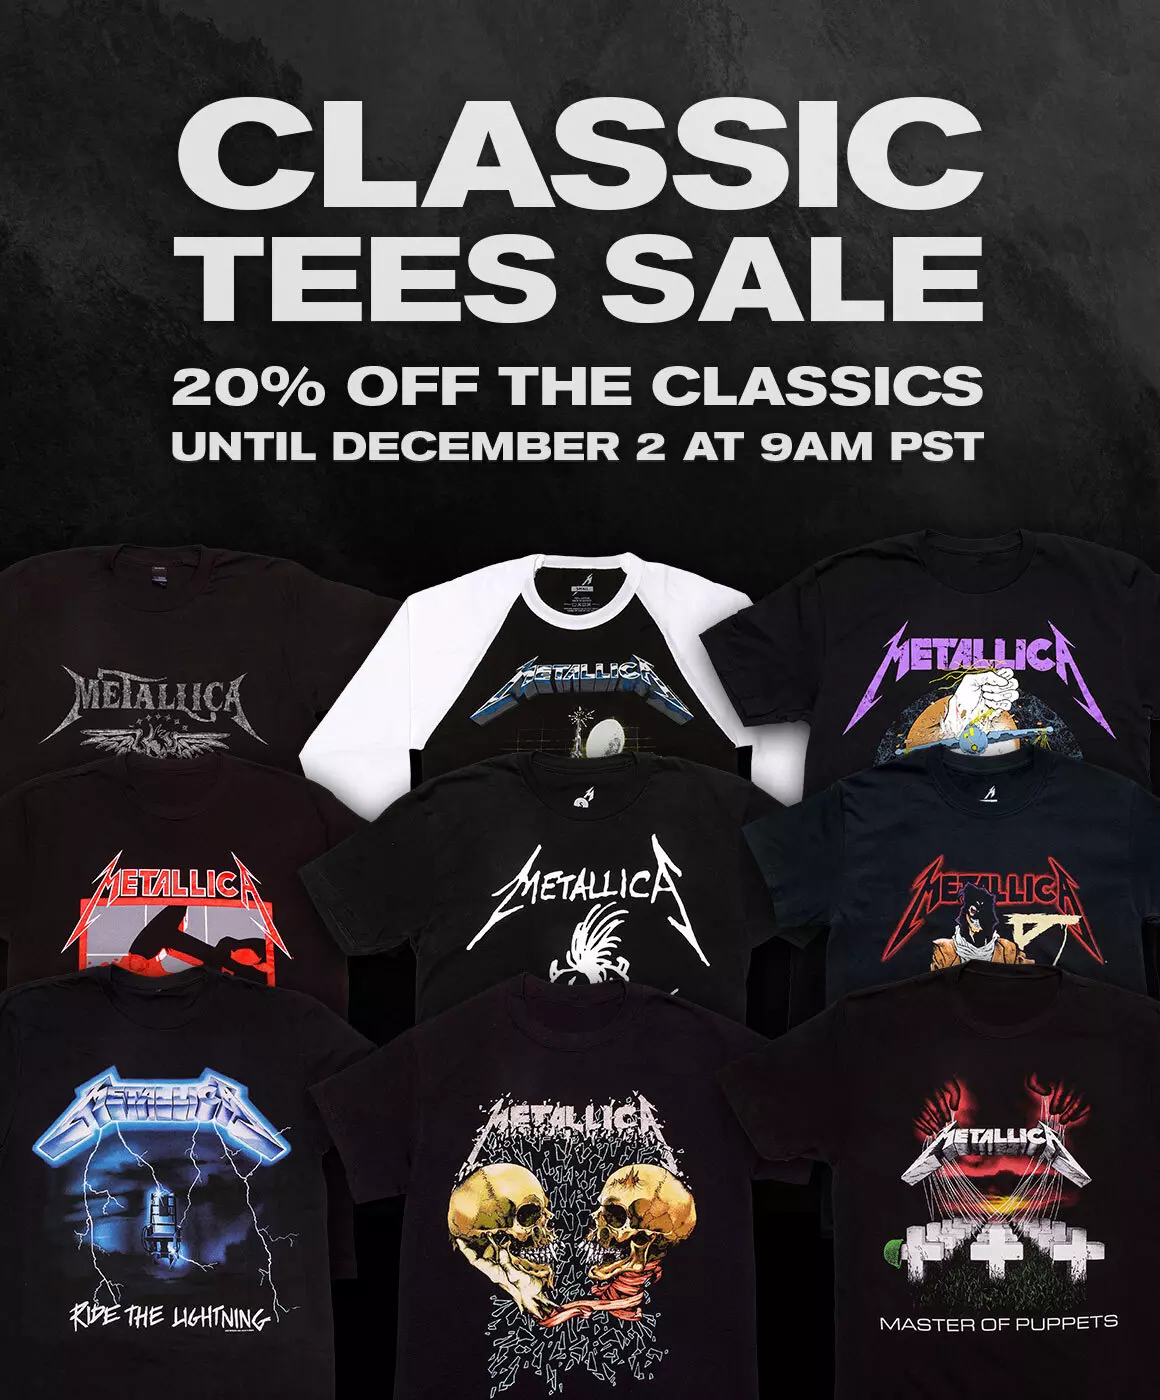 CLASSIC
TEES SALE
20% OFF THE CLASSICS
UNTIL DECEMBER 2 AT 9AM PST
METALLICA
SMALL
METALLICA
METALLICA
METALLICA
METALLICA
METALLICA
METALLICA
RIDE THE LIGHTNING
METALLICA
METALLICA
MASTER OF PUPPETS